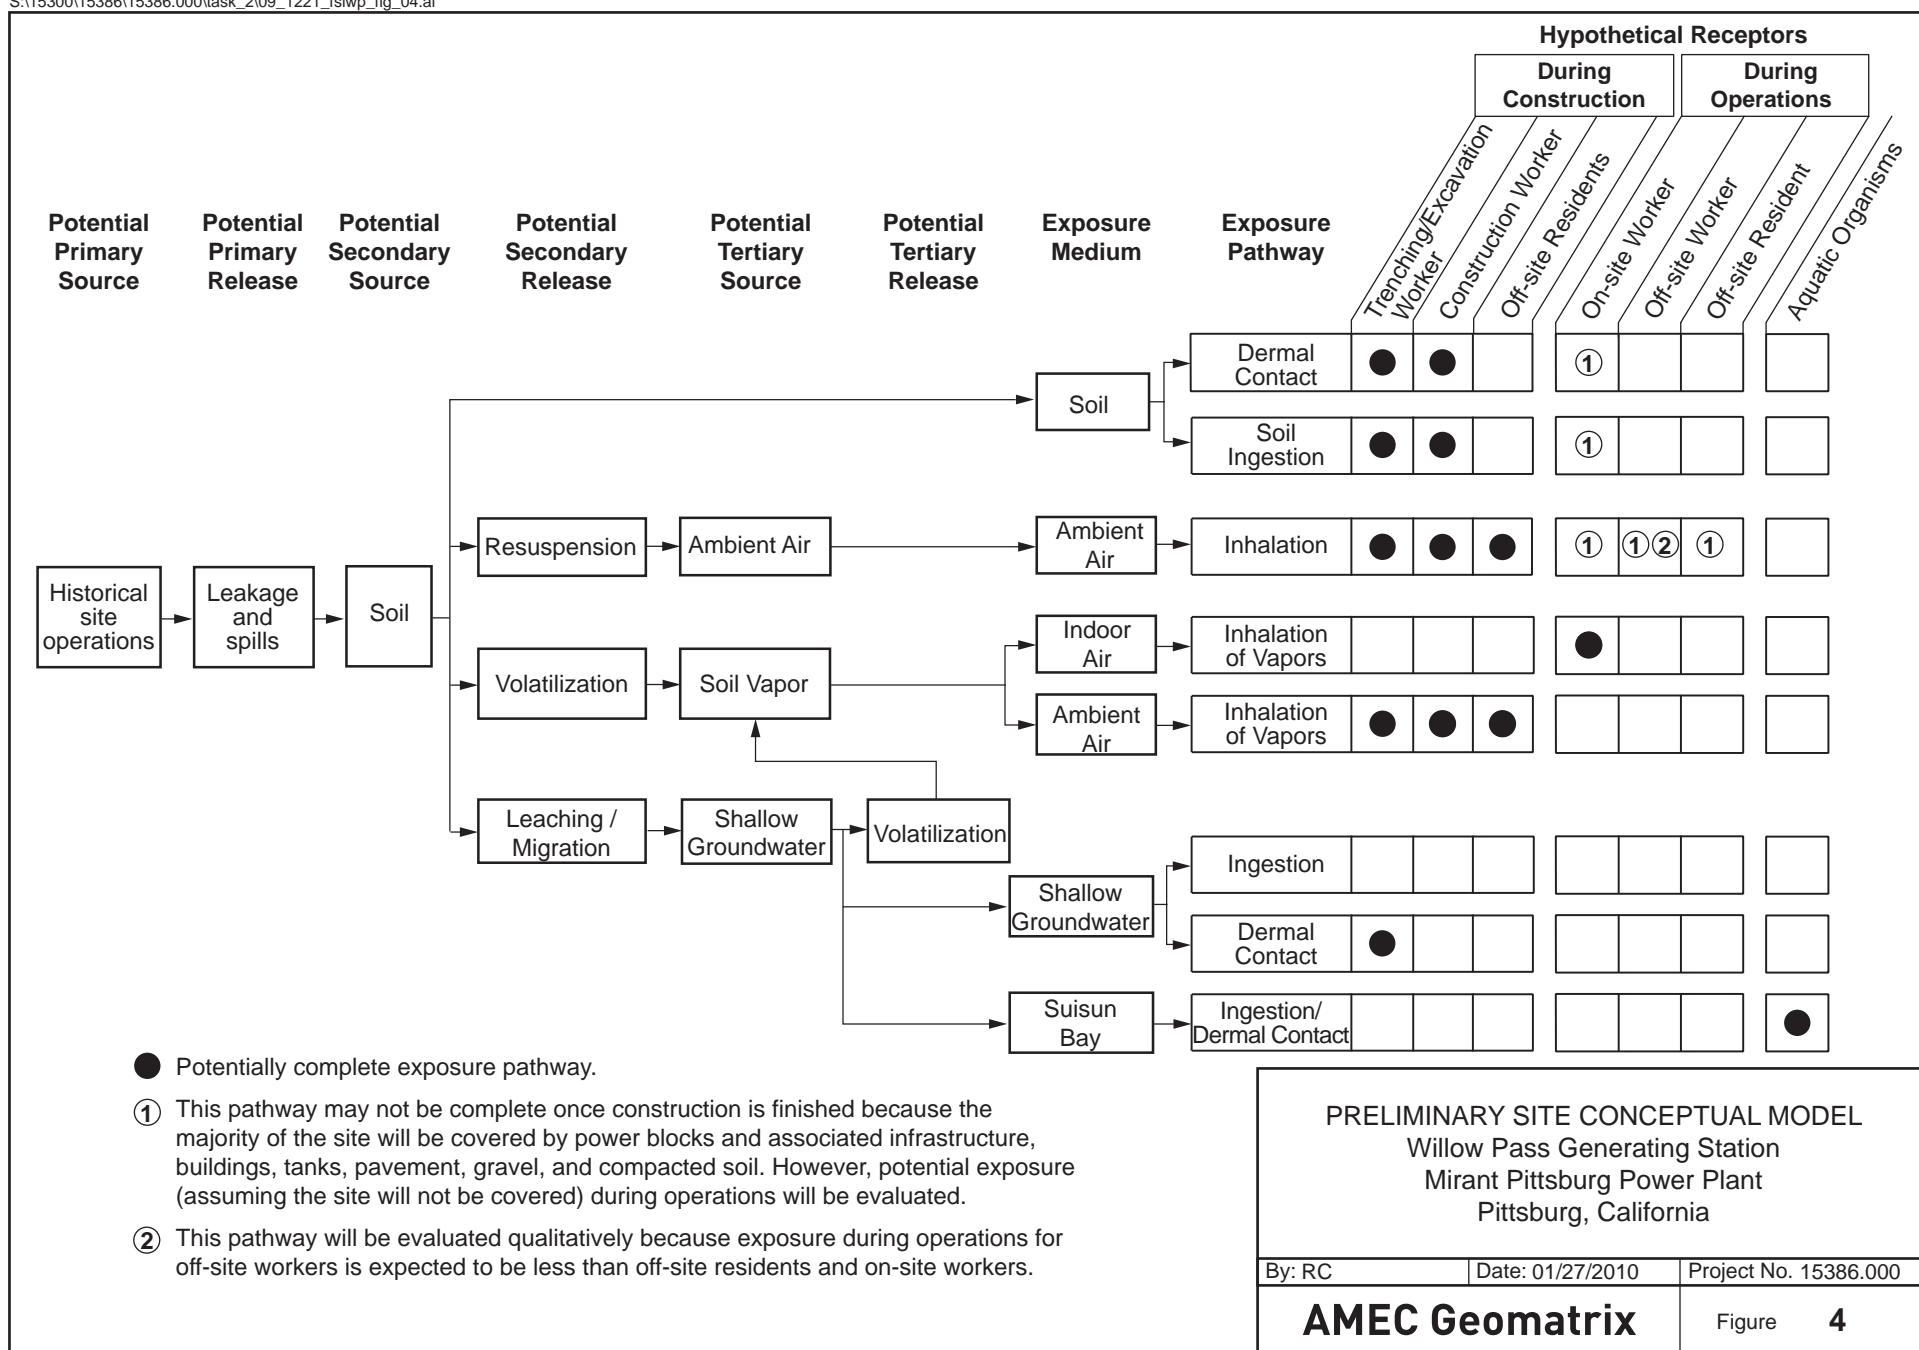 S:\15300\15386\15386.000\task_2\09_1221_fsiwp_fig_04.ai
Hypothetical Receptors
During
Construction
During
Operations
Trenching/Excavation
Worker
Construction Worker
Off-site Residents
On-site Worker
Off-site Worker
Off-site Resident
Aquatic Organisms
Potential
Primary
Source
Potential
Primary
Release
Potential
Secondary
Source
Potential
Secondary
Release
Potential
Tertiary
Source
Potential
Tertiary
Release
Exposure
Medium
Exposure
Pathway
Soil
Dermal
Contact
1
Soil
Ingestion
1
Resuspension
Ambient Air
Ambient
Air
Inhalation
1
1 2
1
Historical
site
operations
Leakage
and
spills
Soil
Volatilization
Soil Vapor
Indoor
Air
Inhalation
of Vapors
Ambient
Air
Inhalation
of Vapors
Leaching /
Migration
Shallow
Groundwater
Volatilization
Shallow
Groundwater
Ingestion
Dermal
Contact
Suisun
Bay
Ingestion/
Dermal Contact
Potentially complete exposure pathway.
1 This pathway may not be complete once construction is finished because the
majority of the site will be covered by power blocks and associated infrastructure,
buildings, tanks, pavement, gravel, and compacted soil. However, potential exposure
(assuming the site will not be covered) during operations will be evaluated.
2 This pathway will be evaluated qualitatively because exposure during operations for
off-site workers is expected to be less than off-site residents and on-site workers.
PRELIMINARY SITE CONCEPTUAL MODEL
Willow Pass Generating Station
Mirant Pittsburg Power Plant
Pittsburg, California
By: RC
Date: 01/27/2010
Project No. 15386.000
AMEC Geomatrix
Figure 4